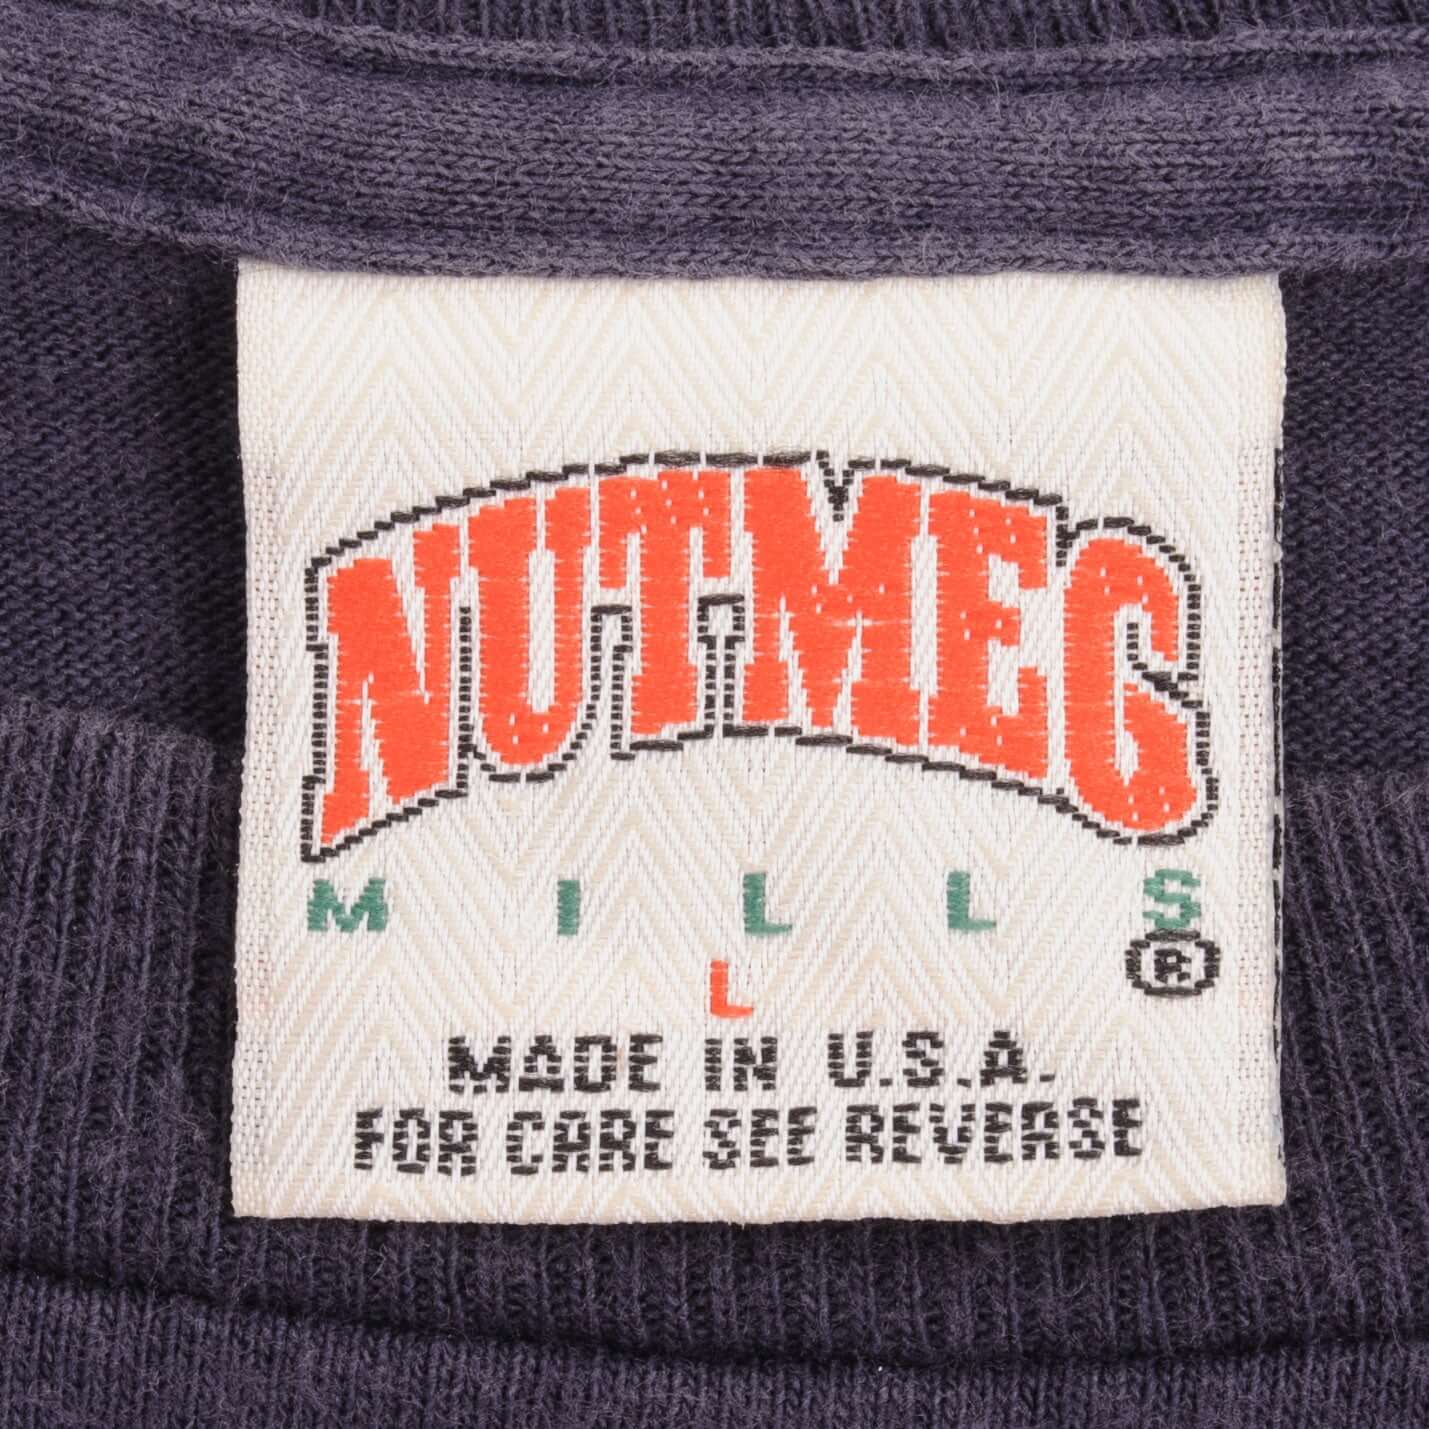 NUTMEG
MILLS
®
L
MADE IN U.S.A.
FOR CARE SEE REVERSE